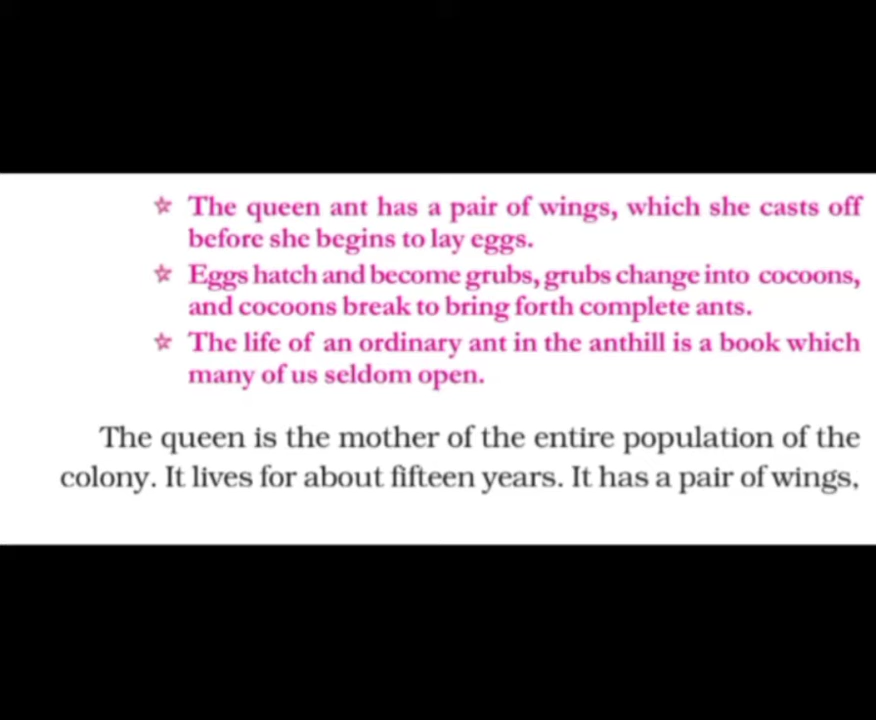 ☆ The queen ant has a pair of wings, which she casts off
before she begins to lay eggs.
☆ Eggs hatch and become grubs, grubs change into cocoons,
and cocoons break to bring forth complete ants.
☆ The life of an ordinary ant in the anthill is a book which
many of us seldom open.
The queen is the mother of the entire population of the
colony. It lives for about fifteen years. It has a pair of wings,